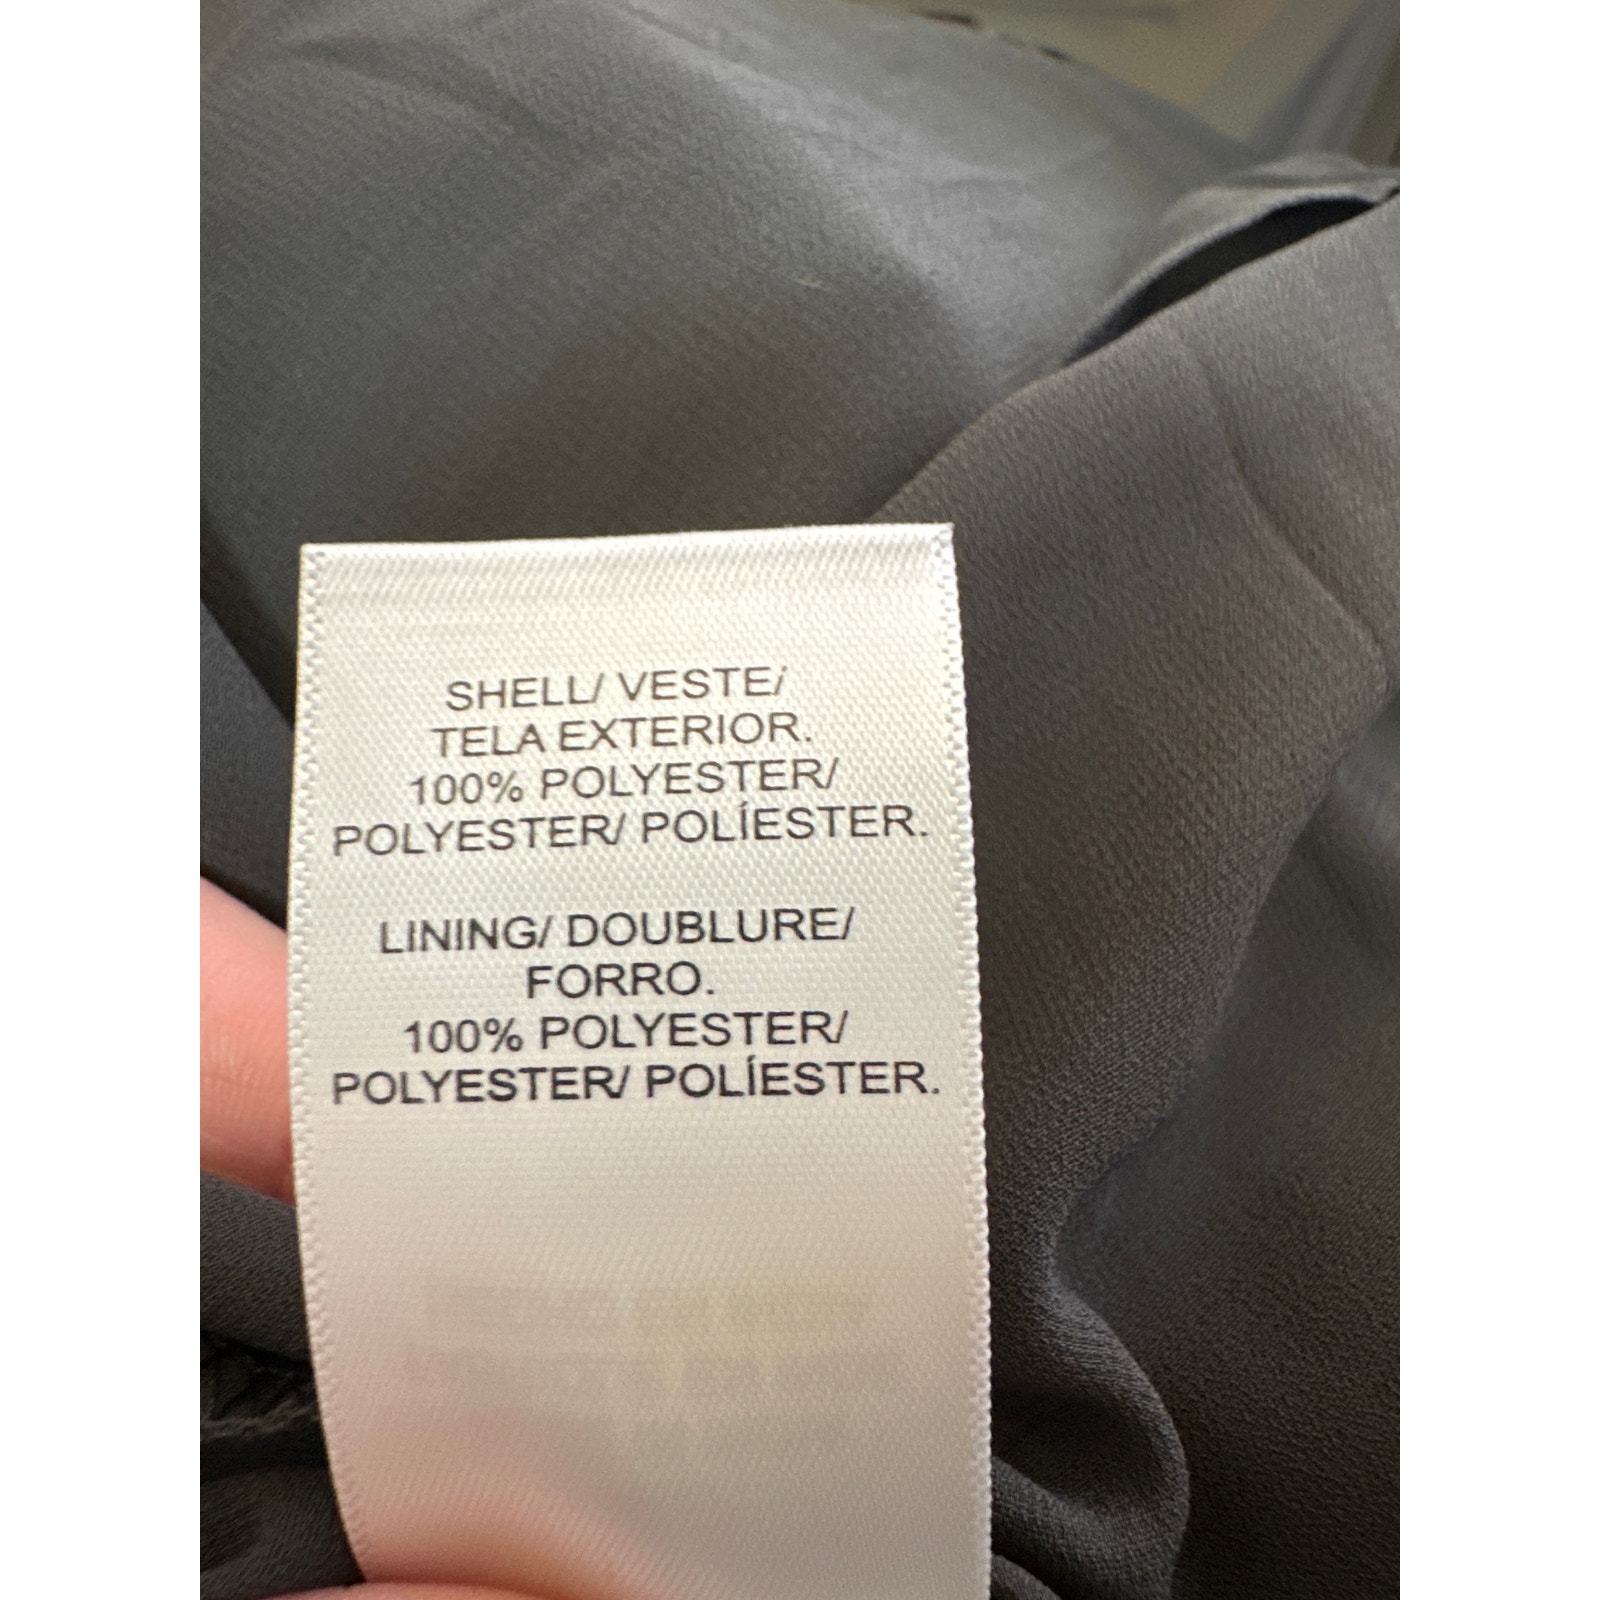 SHELL/ VESTE/
TELA EXTERIOR.
100% POLYESTER/
POLYESTER/ POLÍESTER.
LINING/ DOUBLURE/
FORRO.
100% POLYESTER/
POLYESTER/ POLÍESTER.